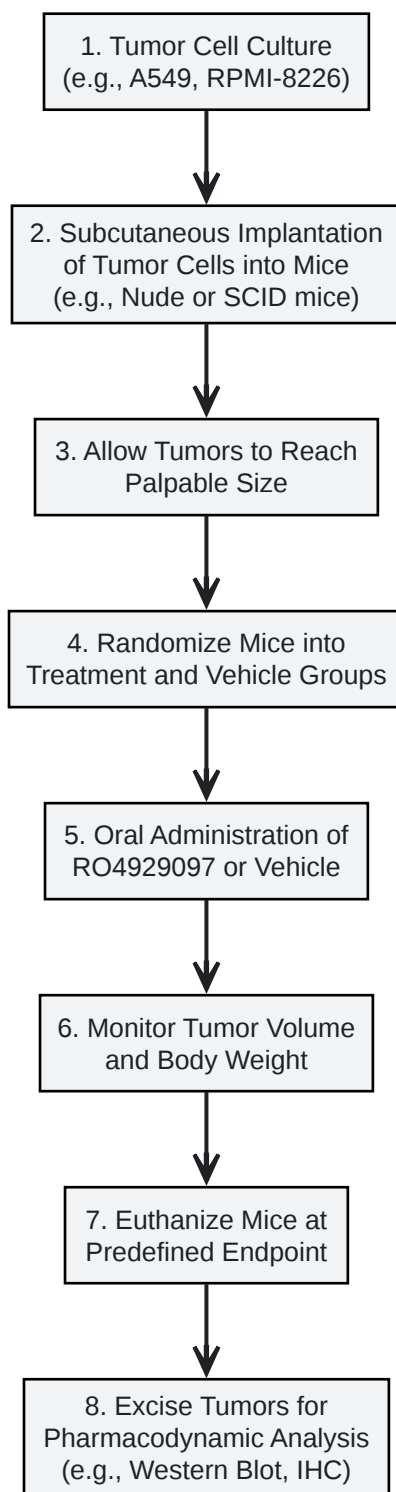 1. Tumor Cell Culture
(e.g., A549, RPMI-8226)
2. Subcutaneous Implantation
of Tumor Cells into Mice
(e.g., Nude or SCID mice)
3. Allow Tumors to Reach
Palpable Size
4. Randomize Mice into
Treatment and Vehicle Groups
5. Oral Administration of
RO4929097 or Vehicle
6. Monitor Tumor Volume
and Body Weight
7. Euthanize Mice at
Predefined Endpoint
8. Excise Tumors for
Pharmacodynamic Analysis
(e.g., Western Blot, IHC)